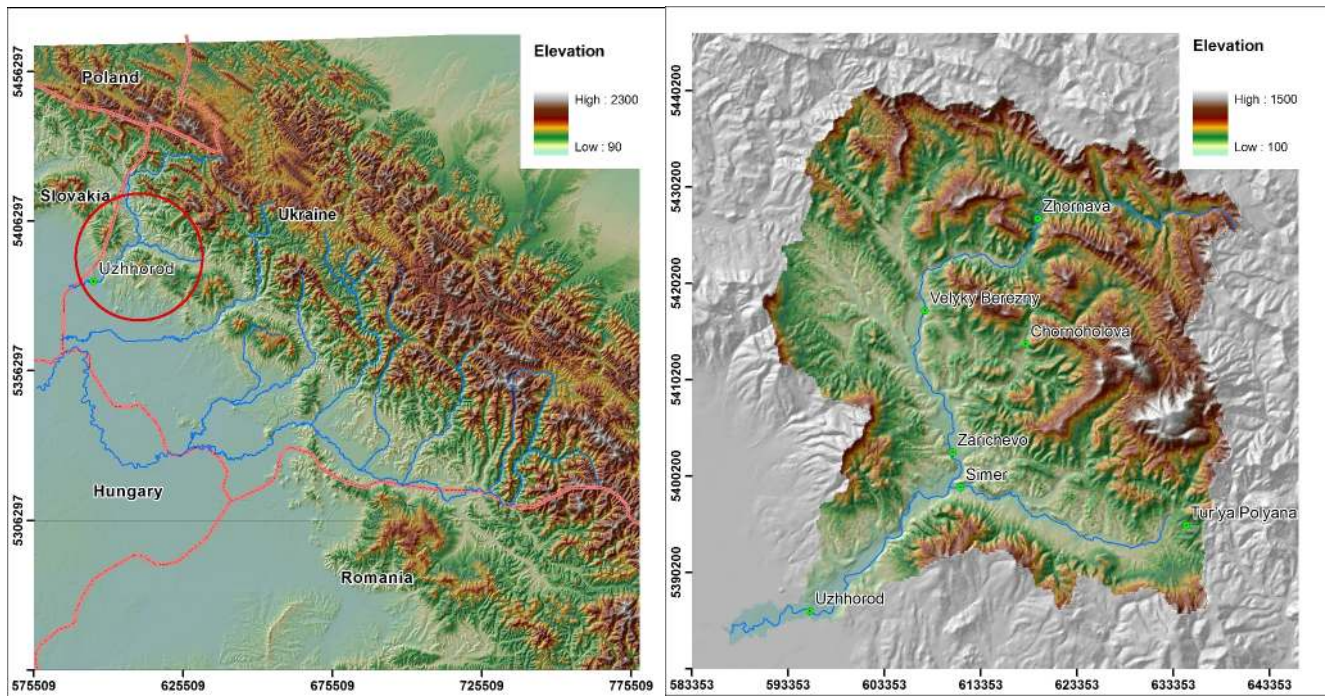 Elevation
High : 2300
Low : 90
Poland
Slovakia
Ukraine
Uzhhorod
Hungary
Romania
5456297
5406297
5356297
5306297
575509
625509
675509
725509
775509
Elevation
High : 1500
Low : 100
Zhornava
Velyky Berezny
Chornoholova
Zarichevo
Simer
Tur'ya Polyana
Uzhhorod
5440200
5430200
5420200
5410200
5400200
5390200
583353
593353
603353
613353
623353
633353
643353